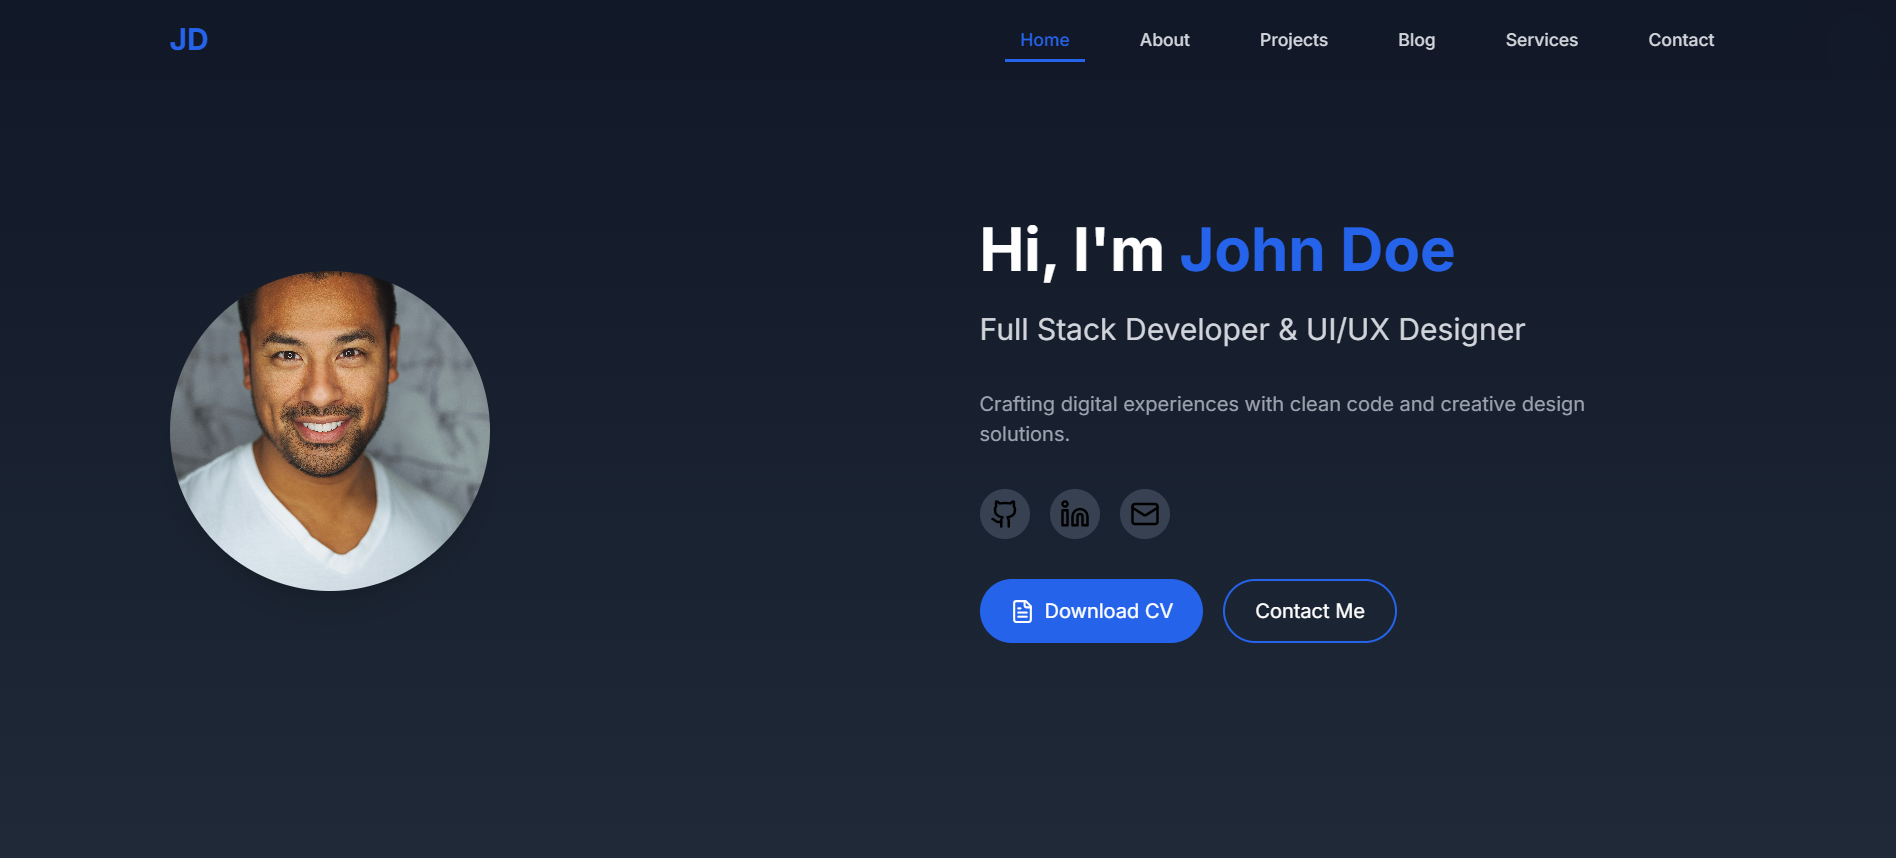 JD
Home
About
Projects
Blog
Services
Contact
Hi, I'm John Doe
Full Stack Developer & UI/UX Designer
Crafting digital experiences with clean code and creative design
solutions.
in
Download CV
Contact Me